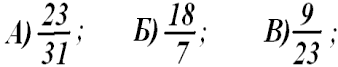 А) 23/31 ; Б) 18/7 ; В) 9/23 ;